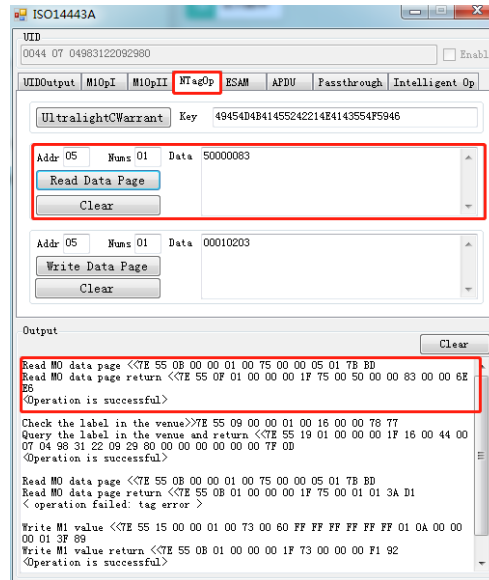 ISO14443A
UID
0044 07 04983122092980
Enabl
UIDOutput M1OpI M1OpII NTagOp ESAM APDU Passthrough Intelligent Op
UltralightCWarrant Key 49454D4B41455242214E4143554F5946
Addr 05 Nums 01 Data 50000083
Read Data Page
Clear
Addr 05 Nums 01 Data 00010203
Write Data Page
Clear
Output
Clear
Read MO data page <<7E 55 0B 00 00 01 00 75 00 00 05 01 7B BD
Read MO data page return <<7E 55 0F 01 00 00 00 1F 75 00 50 00 00 83 00 00 6E
E6
<Operation is successful>
Check the label in the venue>>7E 55 09 00 00 01 00 16 00 00 78 77
Query the label in the venue and return <<7E 55 19 01 00 00 00 1F 16 00 44 00
07 04 98 31 22 09 29 80 00 00 00 00 00 00 7F 0D
<Operation is successful>
Read MO data page <<7E 55 0B 00 00 01 00 75 00 00 05 01 7B BD
Read MO data page return <<7E 55 0B 01 00 00 00 1F 75 00 01 01 3A D1
< operation failed: tag error >
Write M1 value <<7E 55 15 00 00 01 00 73 00 60 FF FF FF FF FF FF 01 0A 00 00
00 01 3F 89
Write M1 value return <<7E 55 0B 01 00 00 00 1F 73 00 00 00 F1 92
<Operation is successful>